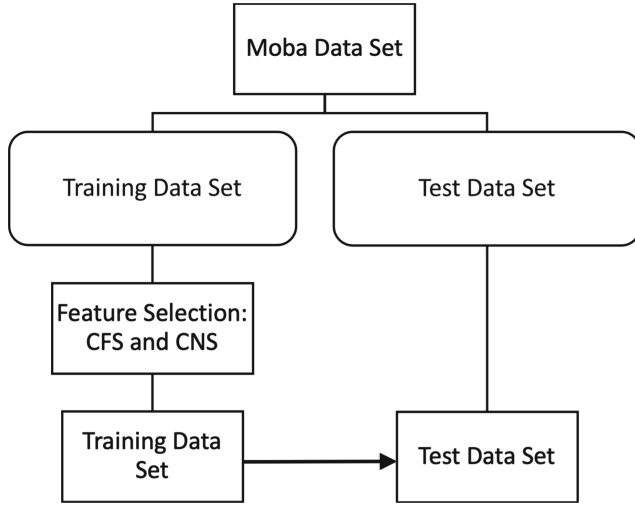 Moba Data Set
Training Data Set
Test Data Set
Feature Selection:
CFS and CNS
Training Data
Set
Test Data Set